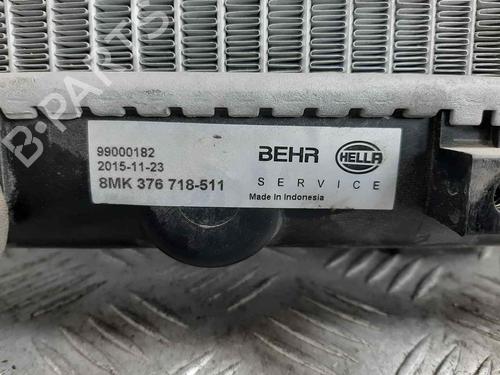 B-PARTS
99000182
2015-11-23
8MK 376 718-511
BEHR HELLA
SERVICE
Made in Indonesia